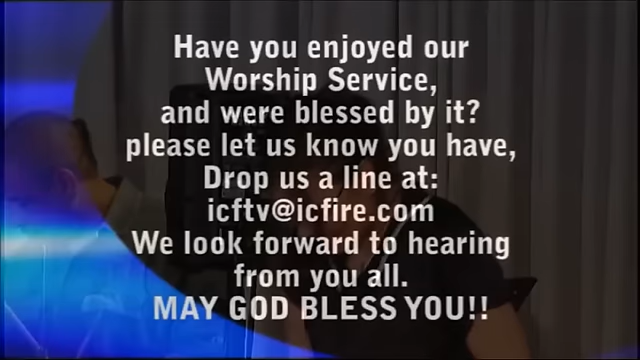 Have you enjoyed our
Worship Service,
and were blessed by it?
please let us know you have,
Drop us a line at:
icftv@icfire.com
We look forward to hearing
from you all.
MAY GOD BLESS YOU!!